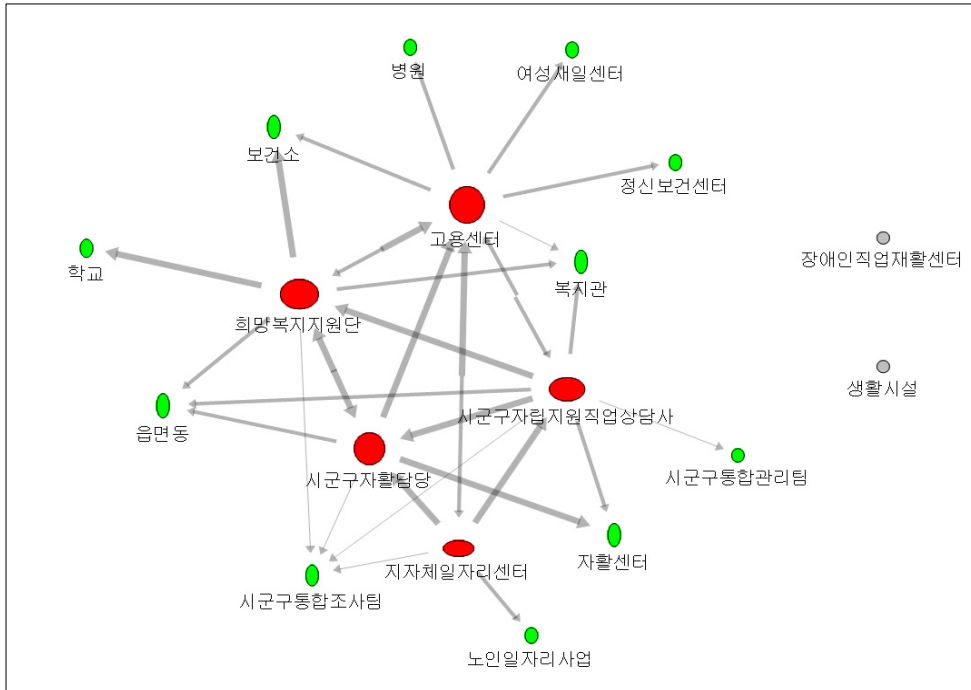 병원
여성새일센터
보건소
정신보건센터
고용센터
장애인직업재활센터
학교
복지관
희망복지지원단
생활시설
시군구자립지원직업상담사
읍면동
시군구자활담당
시군구통합관리팀
자활센터
지자체일자리센터
시군구통합조사팀
노인일자리사업